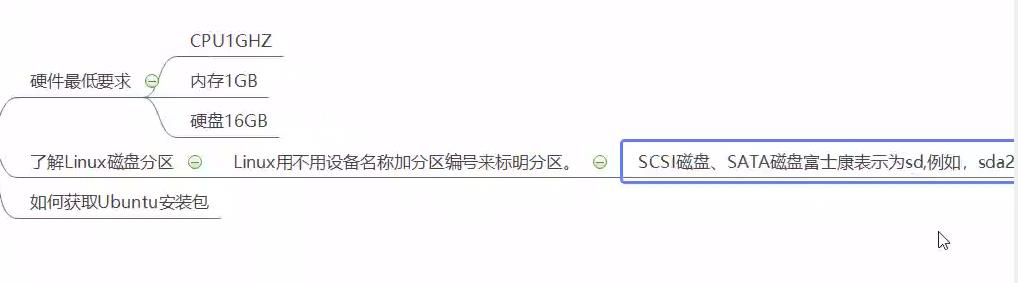 CPU1GHZ
硬件最低要求
内存1GB
硬盘16GB
了解Linux磁盘分区
Linux用不用设备名称加分区编号来标明分区。
SCSI磁盘、SATA磁盘富士康表示为sd,例如，sda2
如何获取Ubuntu安装包